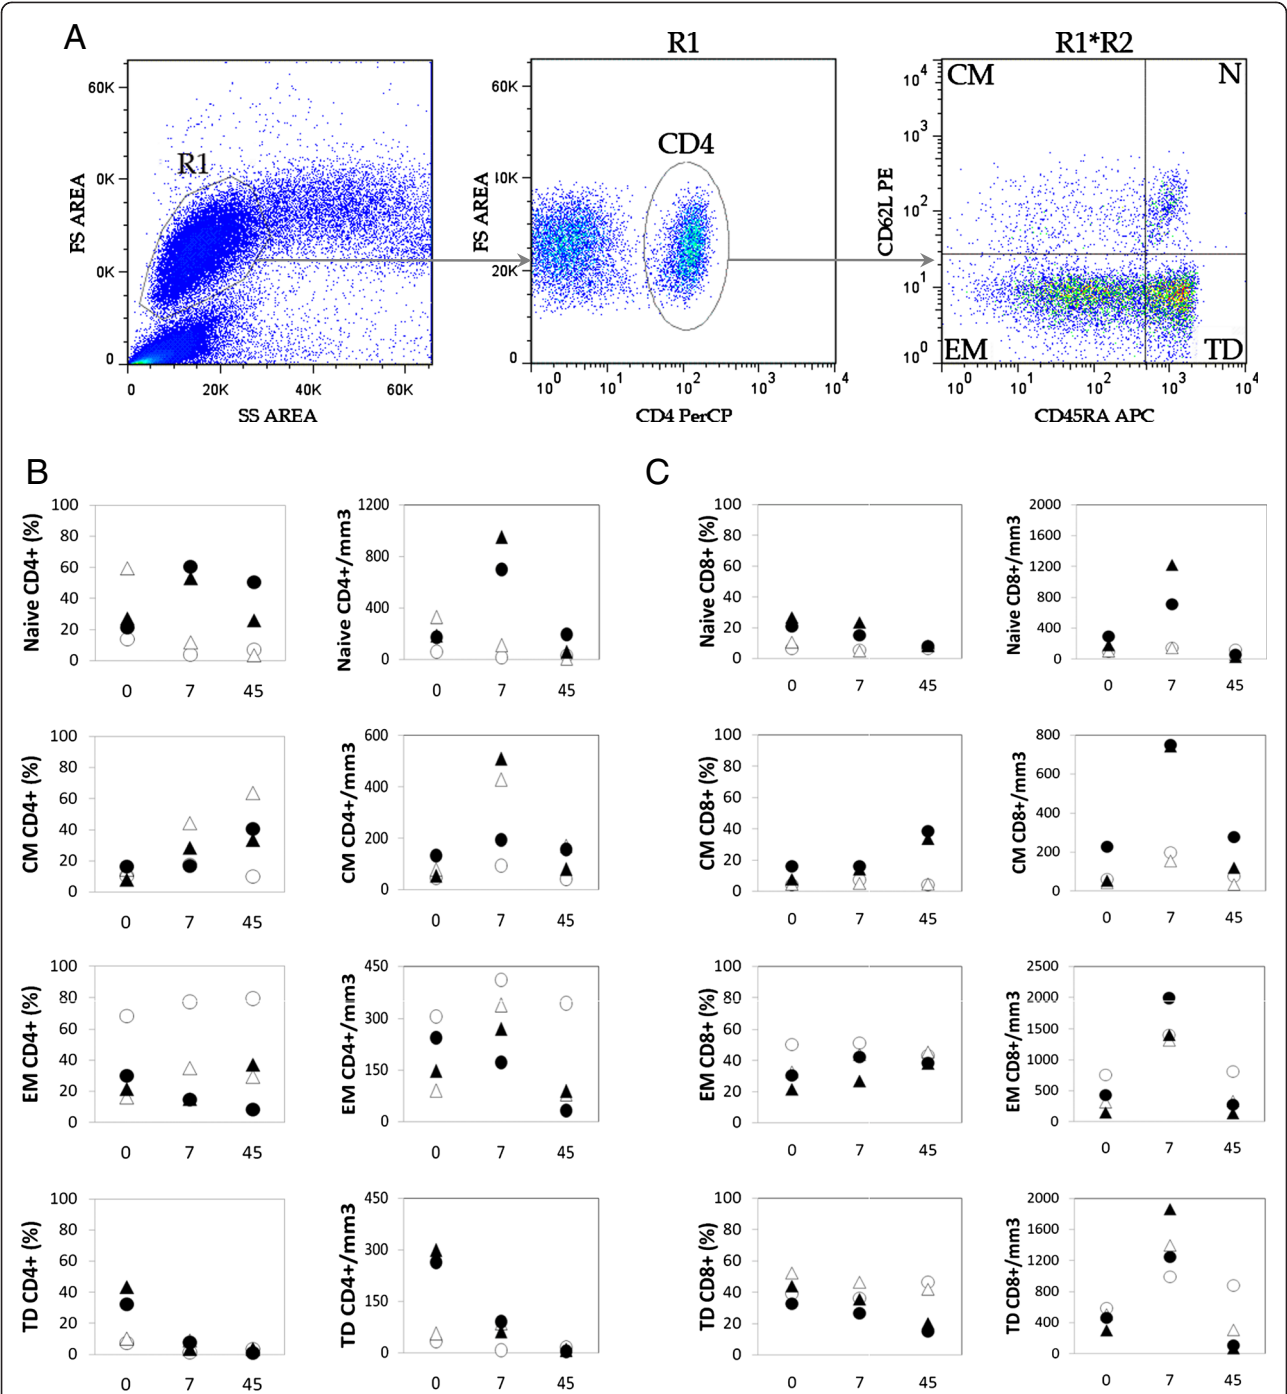 A
R1
R1*R2
60K
0K
0K
0
R1
FS AREA
0 20K 40K 60K
SS AREA
60K
40K
20K
0
CD4
FS AREA
10^0 10^1 10^2 10^3 10^4
CD4 PerCP
10^4
10^3
10^2
10^1
10^0
CM N
EM TD
CD62L PE
10^0 10^1 10^2 10^3 10^4
CD45RA APC
B
Naive CD4+ (%)
100
80
60
40
20
0
0 7 45
Naive CD4+/mm3
1200
800
400
0
0 7 45
CM CD4+ (%)
100
80
60
40
20
0
0 7 45
CM CD4+/mm3
600
400
200
0
0 7 45
EM CD4+ (%)
100
80
60
40
20
0
0 7 45
EM CD4+/mm3
450
300
150
0
0 7 45
TD CD4+ (%)
100
80
60
40
20
0
0 7 45
TD CD4+/mm3
450
300
150
0
0 7 45
C
Naive CD8+ (%)
100
80
60
40
20
0
0 7 45
Naive CD8+/mm3
2000
1600
1200
800
400
0
0 7 45
CM CD8+ (%)
100
80
60
40
20
0
0 7 45
CM CD8+/mm3
800
600
400
200
0
0 7 45
EM CD8+ (%)
100
80
60
40
20
0
0 7 45
EM CD8+/mm3
2500
2000
1500
1000
500
0
0 7 45
TD CD8+ (%)
100
80
60
40
20
0
0 7 45
TD CD8+/mm3
2000
1600
1200
800
400
0
0 7 45